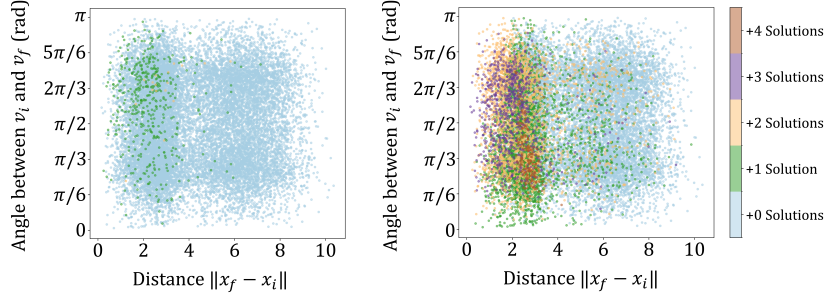 Angle between v_i and v_f (rad)
π
5π/6
2π/3
π/2
π/3
π/6
0
0 2 4 6 8 10
Distance ‖x_f − x_i‖
Angle between v_i and v_f (rad)
π
5π/6
2π/3
π/2
π/3
π/6
0
0 2 4 6 8 10
Distance ‖x_f − x_i‖
+4 Solutions
+3 Solutions
+2 Solutions
+1 Solution
+0 Solutions